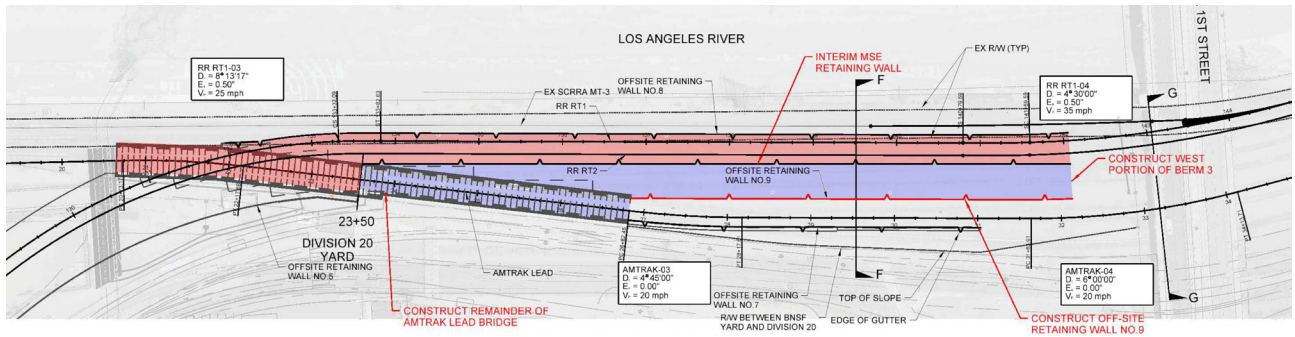 LOS ANGELES RIVER
1ST STREET
RR RT1-03
D. = 8°13'17"
E. = 0.50"
V. = 25 mph
EX SCRRA MT-3
RR RT1
OFFSITE RETAINING
WALL NO.8
INTERIM MSE
RETAINING WALL
F
EX R/W (TYP)
RR RT1-04
D. = 4°30'00"
E. = 0.50"
V. = 35 mph
G
RR RT2
OFFSITE RETAINING
WALL NO.9
CONSTRUCT WEST
PORTION OF BERM 3
20
23+50
DIVISION 20
YARD
OFFSITE RETAINING
WALL NO.5
AMTRAK LEAD
CONSTRUCT REMAINDER OF
AMTRAK LEAD BRIDGE
AMTRAK-03
D. = 4°45'00"
E. = 0.00"
V. = 20 mph
OFFSITE RETAINING
WALL NO.7
R/W BETWEEN BNSF
YARD AND DIVISION 20
F
TOP OF SLOPE
EDGE OF GUTTER
AMTRAK-04
D. = 6°00'00"
E. = 0.00"
V. = 20 mph
G
CONSTRUCT OFF-SITE
RETAINING WALL NO.9